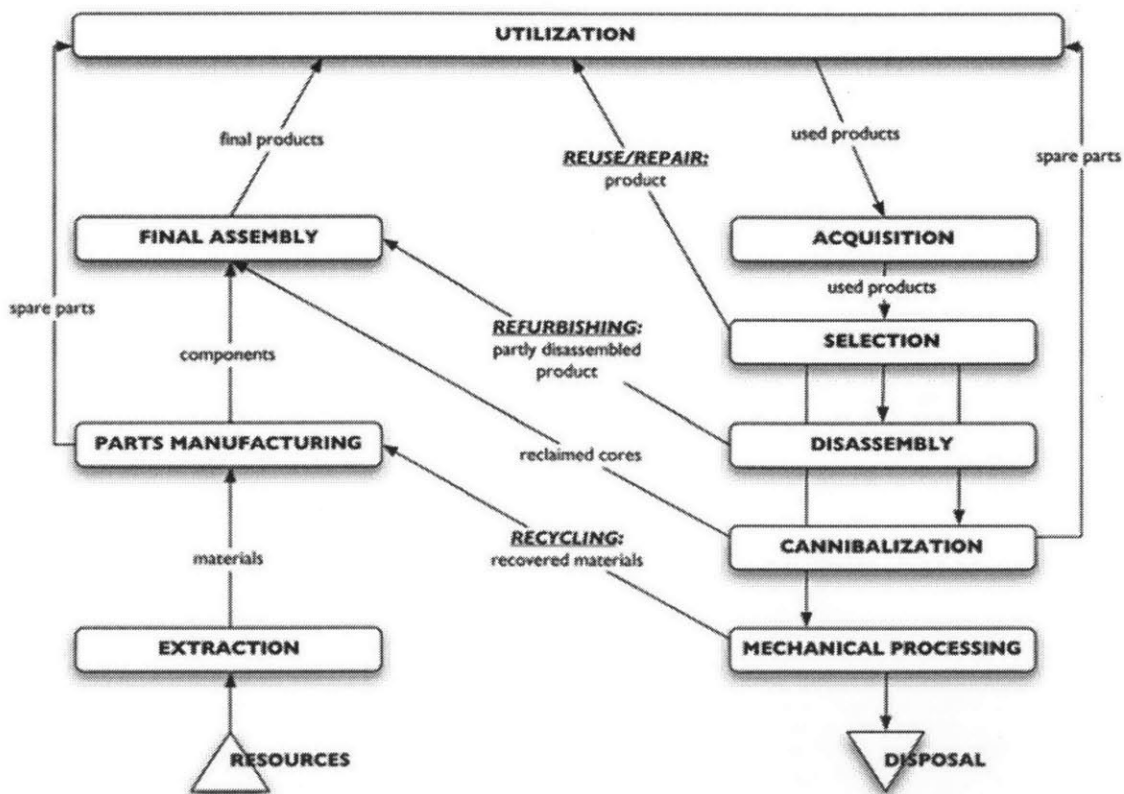 UTILIZATION
final products
REUSE/REPAIR:
product
used products
spare parts
FINAL ASSEMBLY
ACQUISITION
used products
spare parts
REFURBISHING:
partly disassembled
product
SELECTION
components
PARTS MANUFACTURING
DISASSEMBLY
reclaimed cores
RECYCLING:
recovered materials
CANNIBALIZATION
materials
EXTRACTION
MECHANICAL PROCESSING
RESOURCES
DISPOSAL